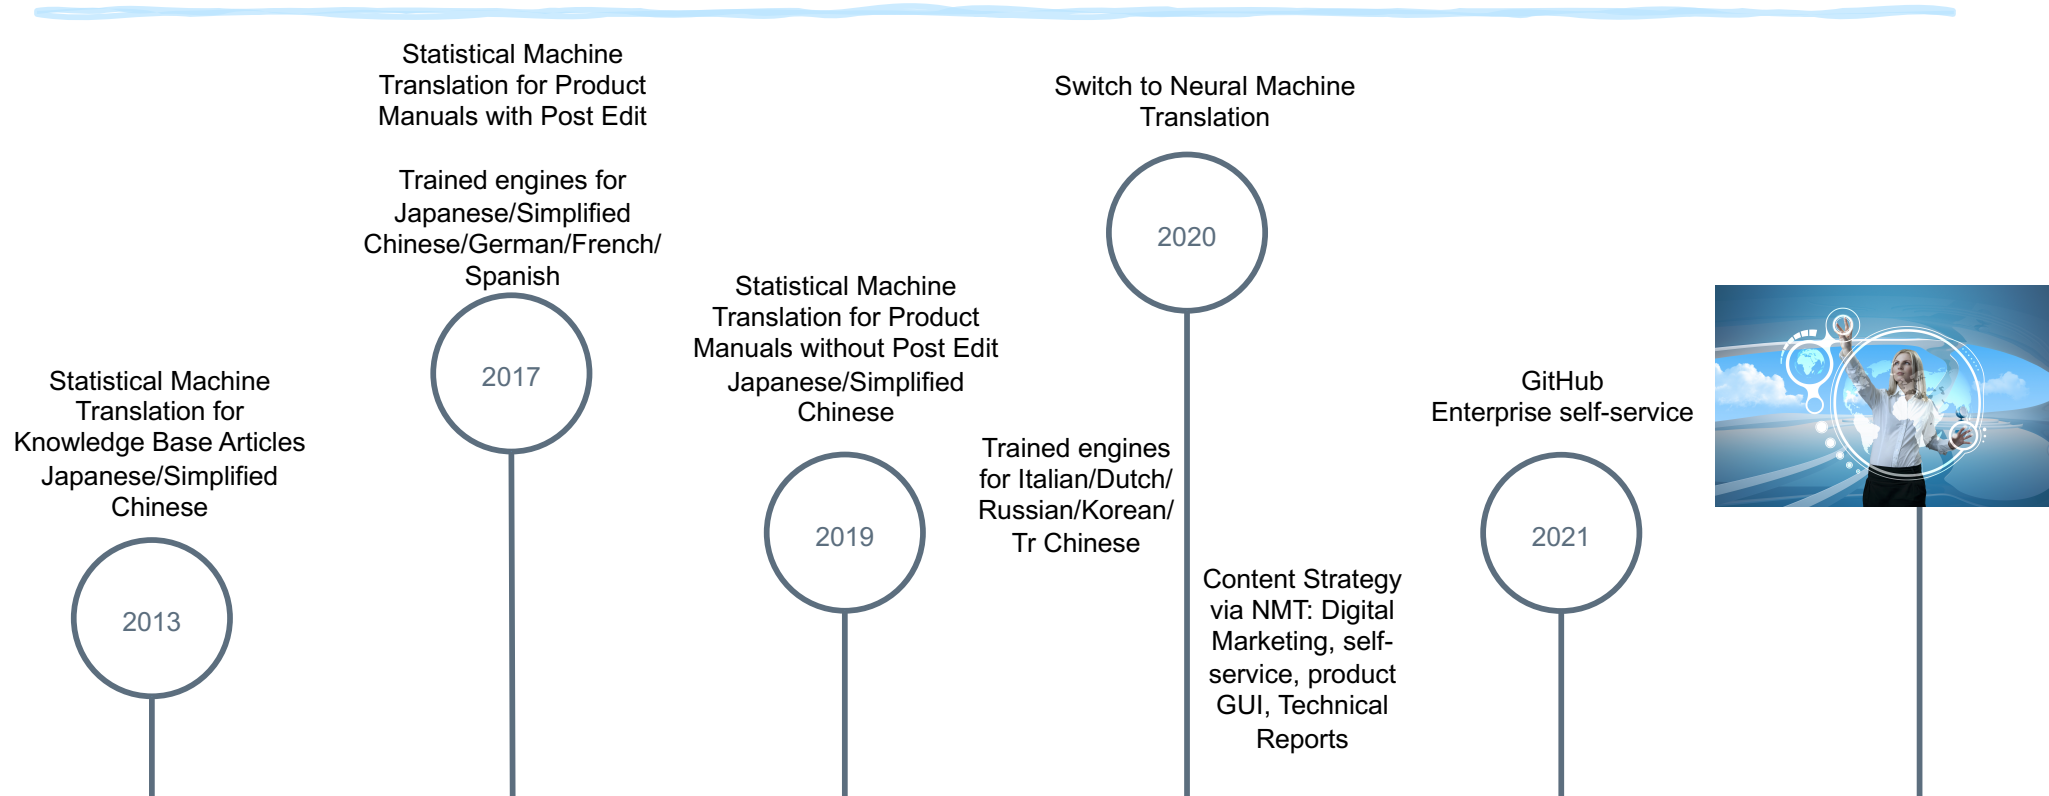 Statistical Machine
Translation for
Knowledge Base Articles
Japanese/Simplified
Chinese
2013
Statistical Machine
Translation for Product
Manuals with Post Edit
Trained engines for
Japanese/Simplified
Chinese/German/French/
Spanish
2017
Statistical Machine
Translation for Product
Manuals without Post Edit
Japanese/Simplified
Chinese
2019
Switch to Neural Machine
Translation
2020
Trained engines
for Italian/Dutch/
Russian/Korean/
Tr Chinese
Content Strategy
via NMT: Digital
Marketing, self-
service, product
GUI, Technical
Reports
GitHub
Enterprise self-service
2021